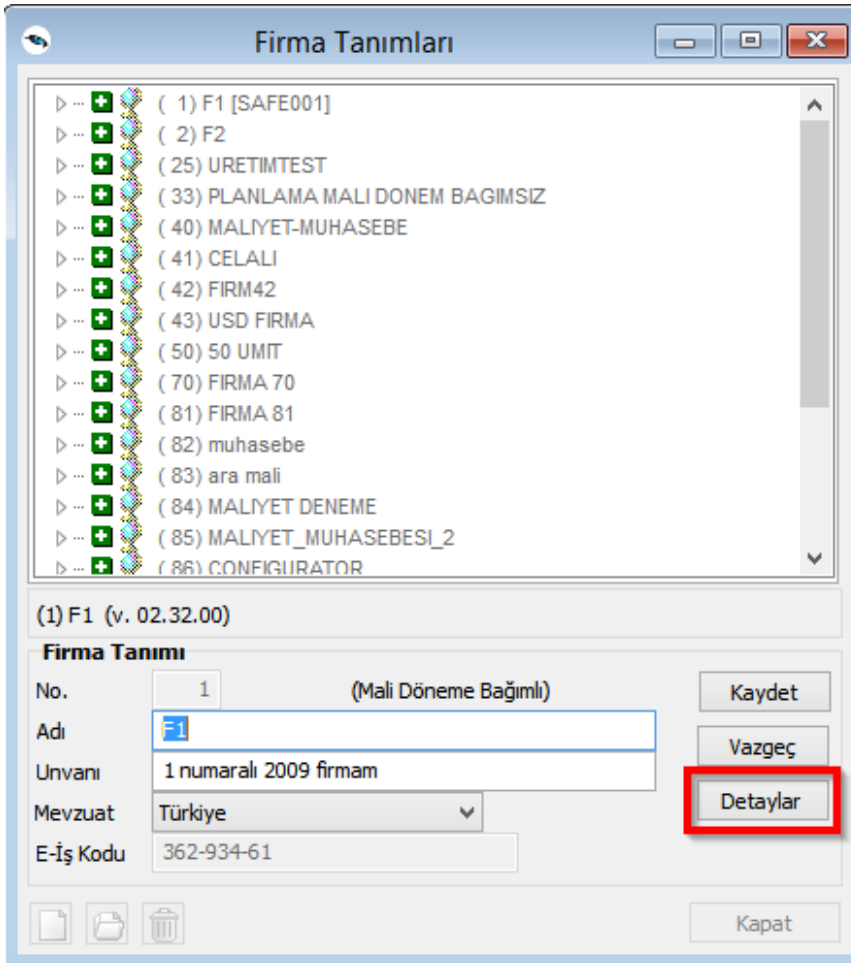 Firma Tanımları
( 1) F1 [SAFE001]
( 2) F2
( 25) URETIMTEST
( 33) PLANLAMA MALI DONEM BAGIMSIZ
( 40) MALIYET-MUHASEBE
( 41) CELALI
( 42) FIRM42
( 43) USD FIRMA
( 50) 50 UMIT
( 70) FIRMA 70
( 81) FIRMA 81
( 82) muhasebe
( 83) ara mali
( 84) MALIYET DENEME
( 85) MALIYET_MUHASEBESI_2
( 86) CONFIGURATOR
(1) F1 (v. 02.32.00)
Firma Tanımı
No. 1 (Mali Döneme Bağımlı) Kaydet
Adı F1
Vazgeç
Unvanı 1 numaralı 2009 firmam
Detaylar
Mevzuat Türkiye
E-İş Kodu 362-934-61
Kapat